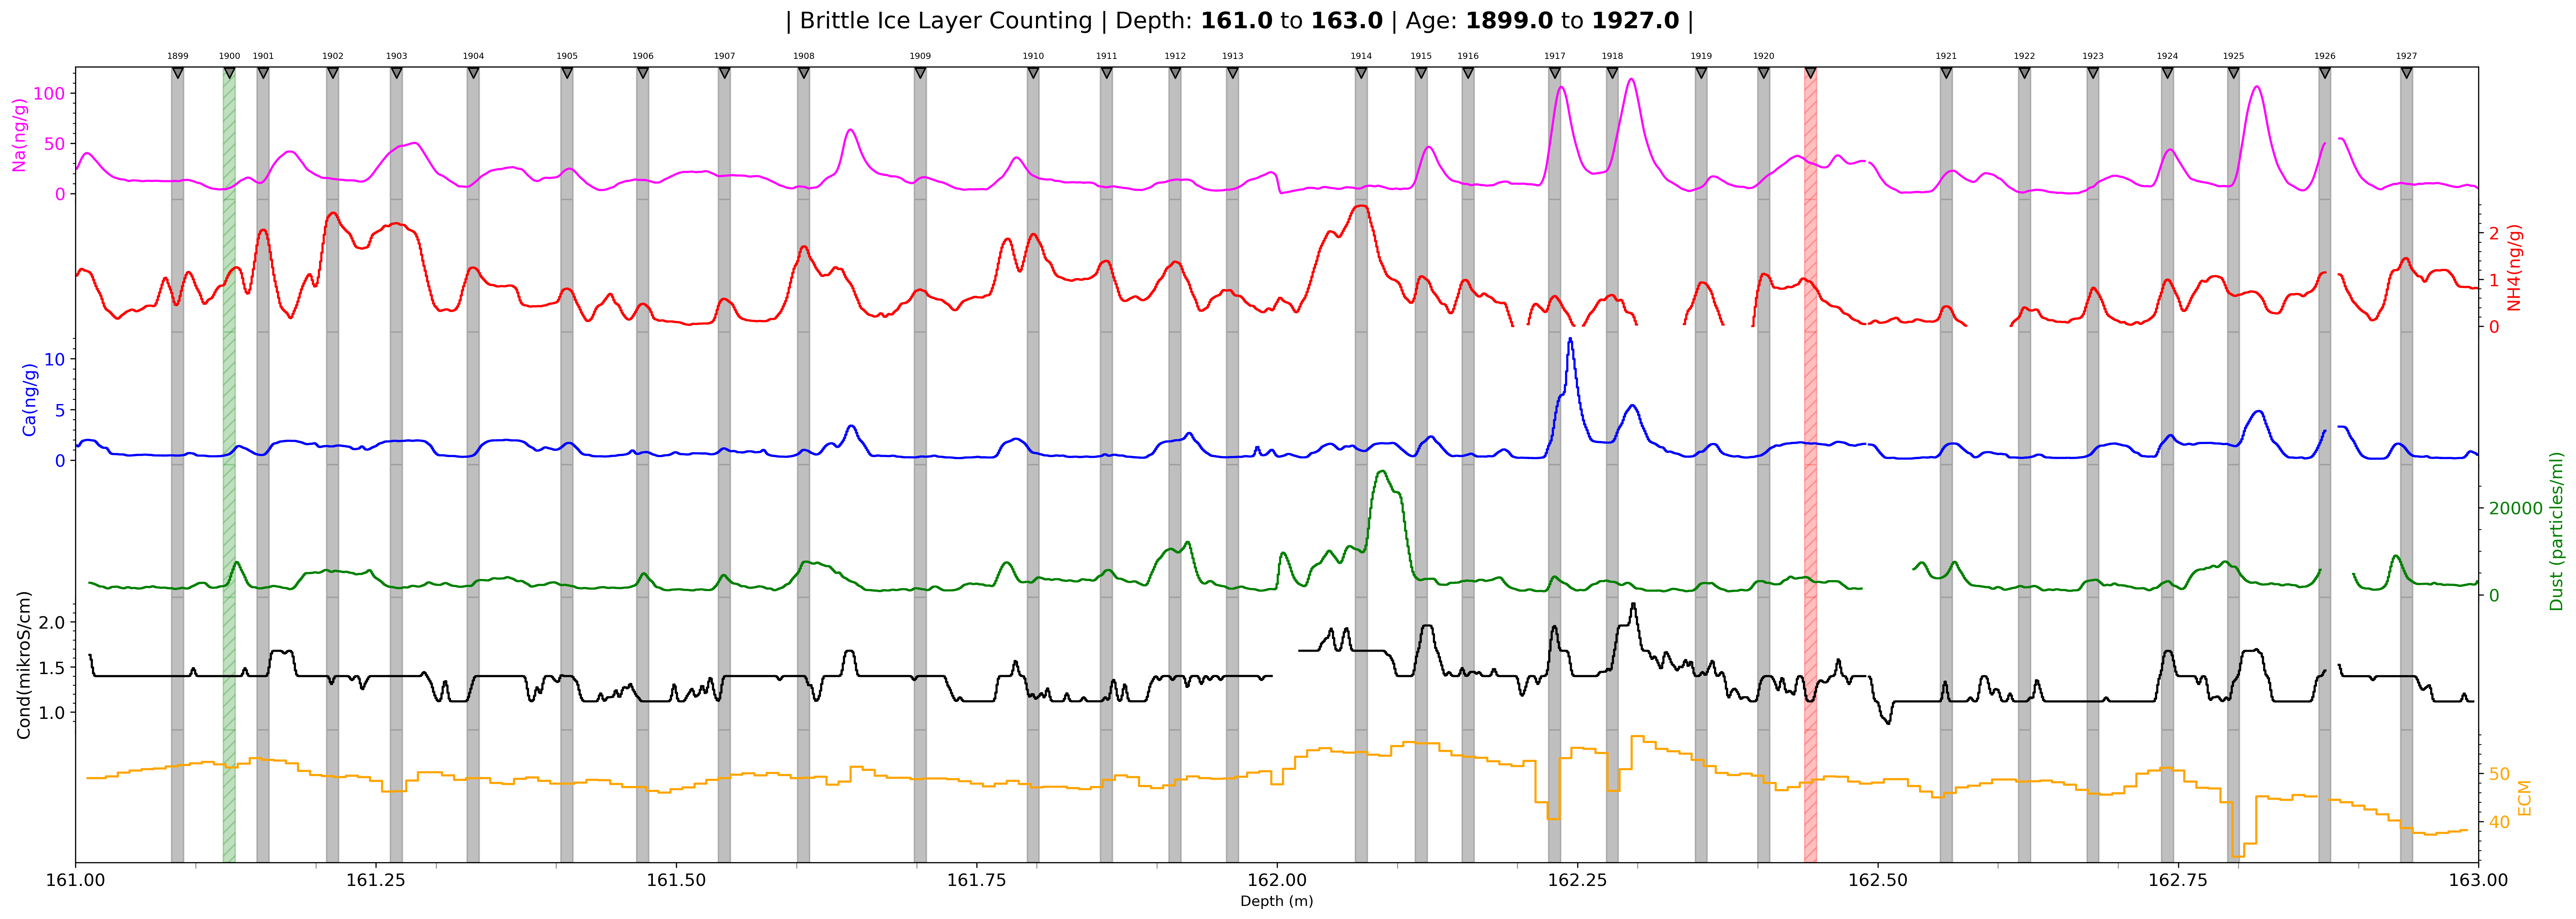 | Brittle Ice Layer Counting | Depth: 161.0 to 163.0 | Age: 1899.0 to 1927.0 |
1899 1900 1901 1902 1903 1904 1905 1906 1907 1908 1909 1910 1911 1912 1913 1914 1915 1916 1917 1918 1919 1920 1921 1922 1923 1924 1925 1926 1927
Na(ng/g)
100
50
0
NH4(ng/g)
2
1
0
Ca(ng/g)
10
5
0
Dust (particles/ml)
20000
0
Cond(mikroS/cm)
2.0
1.5
1.0
ECM
50
40
161.00 161.25 161.50 161.75 162.00 162.25 162.50 162.75 163.00
Depth (m)